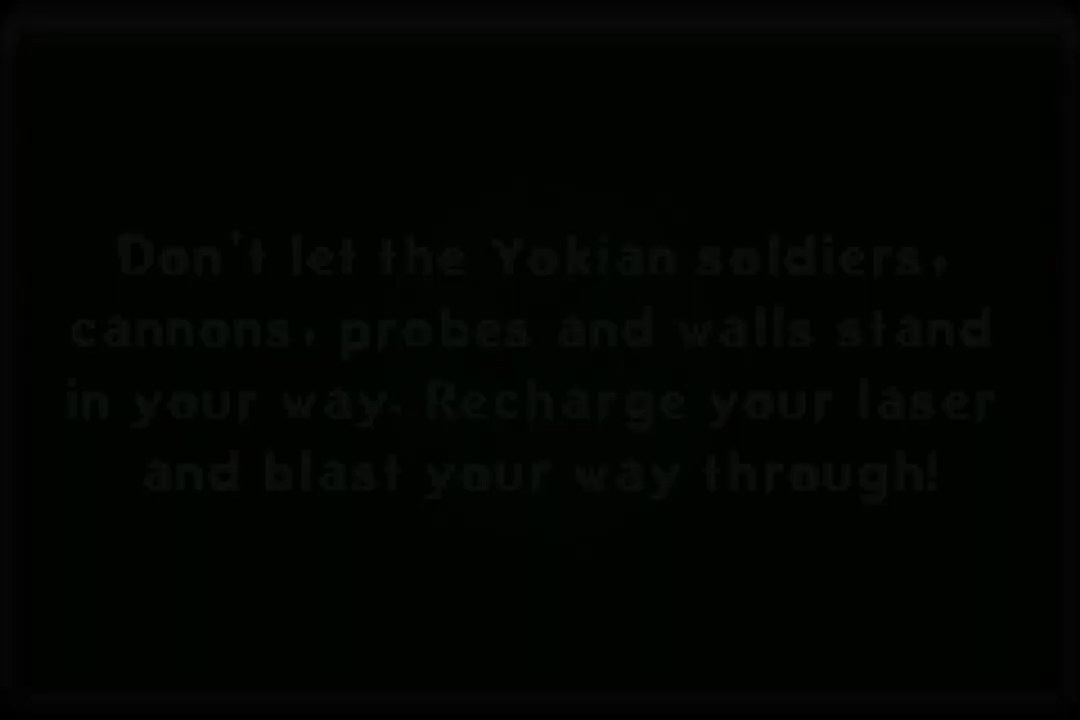 Don't let the Yokian soldiers,
cannons, probes and walls stand
in your way. Recharge your laser
and blast your way through!